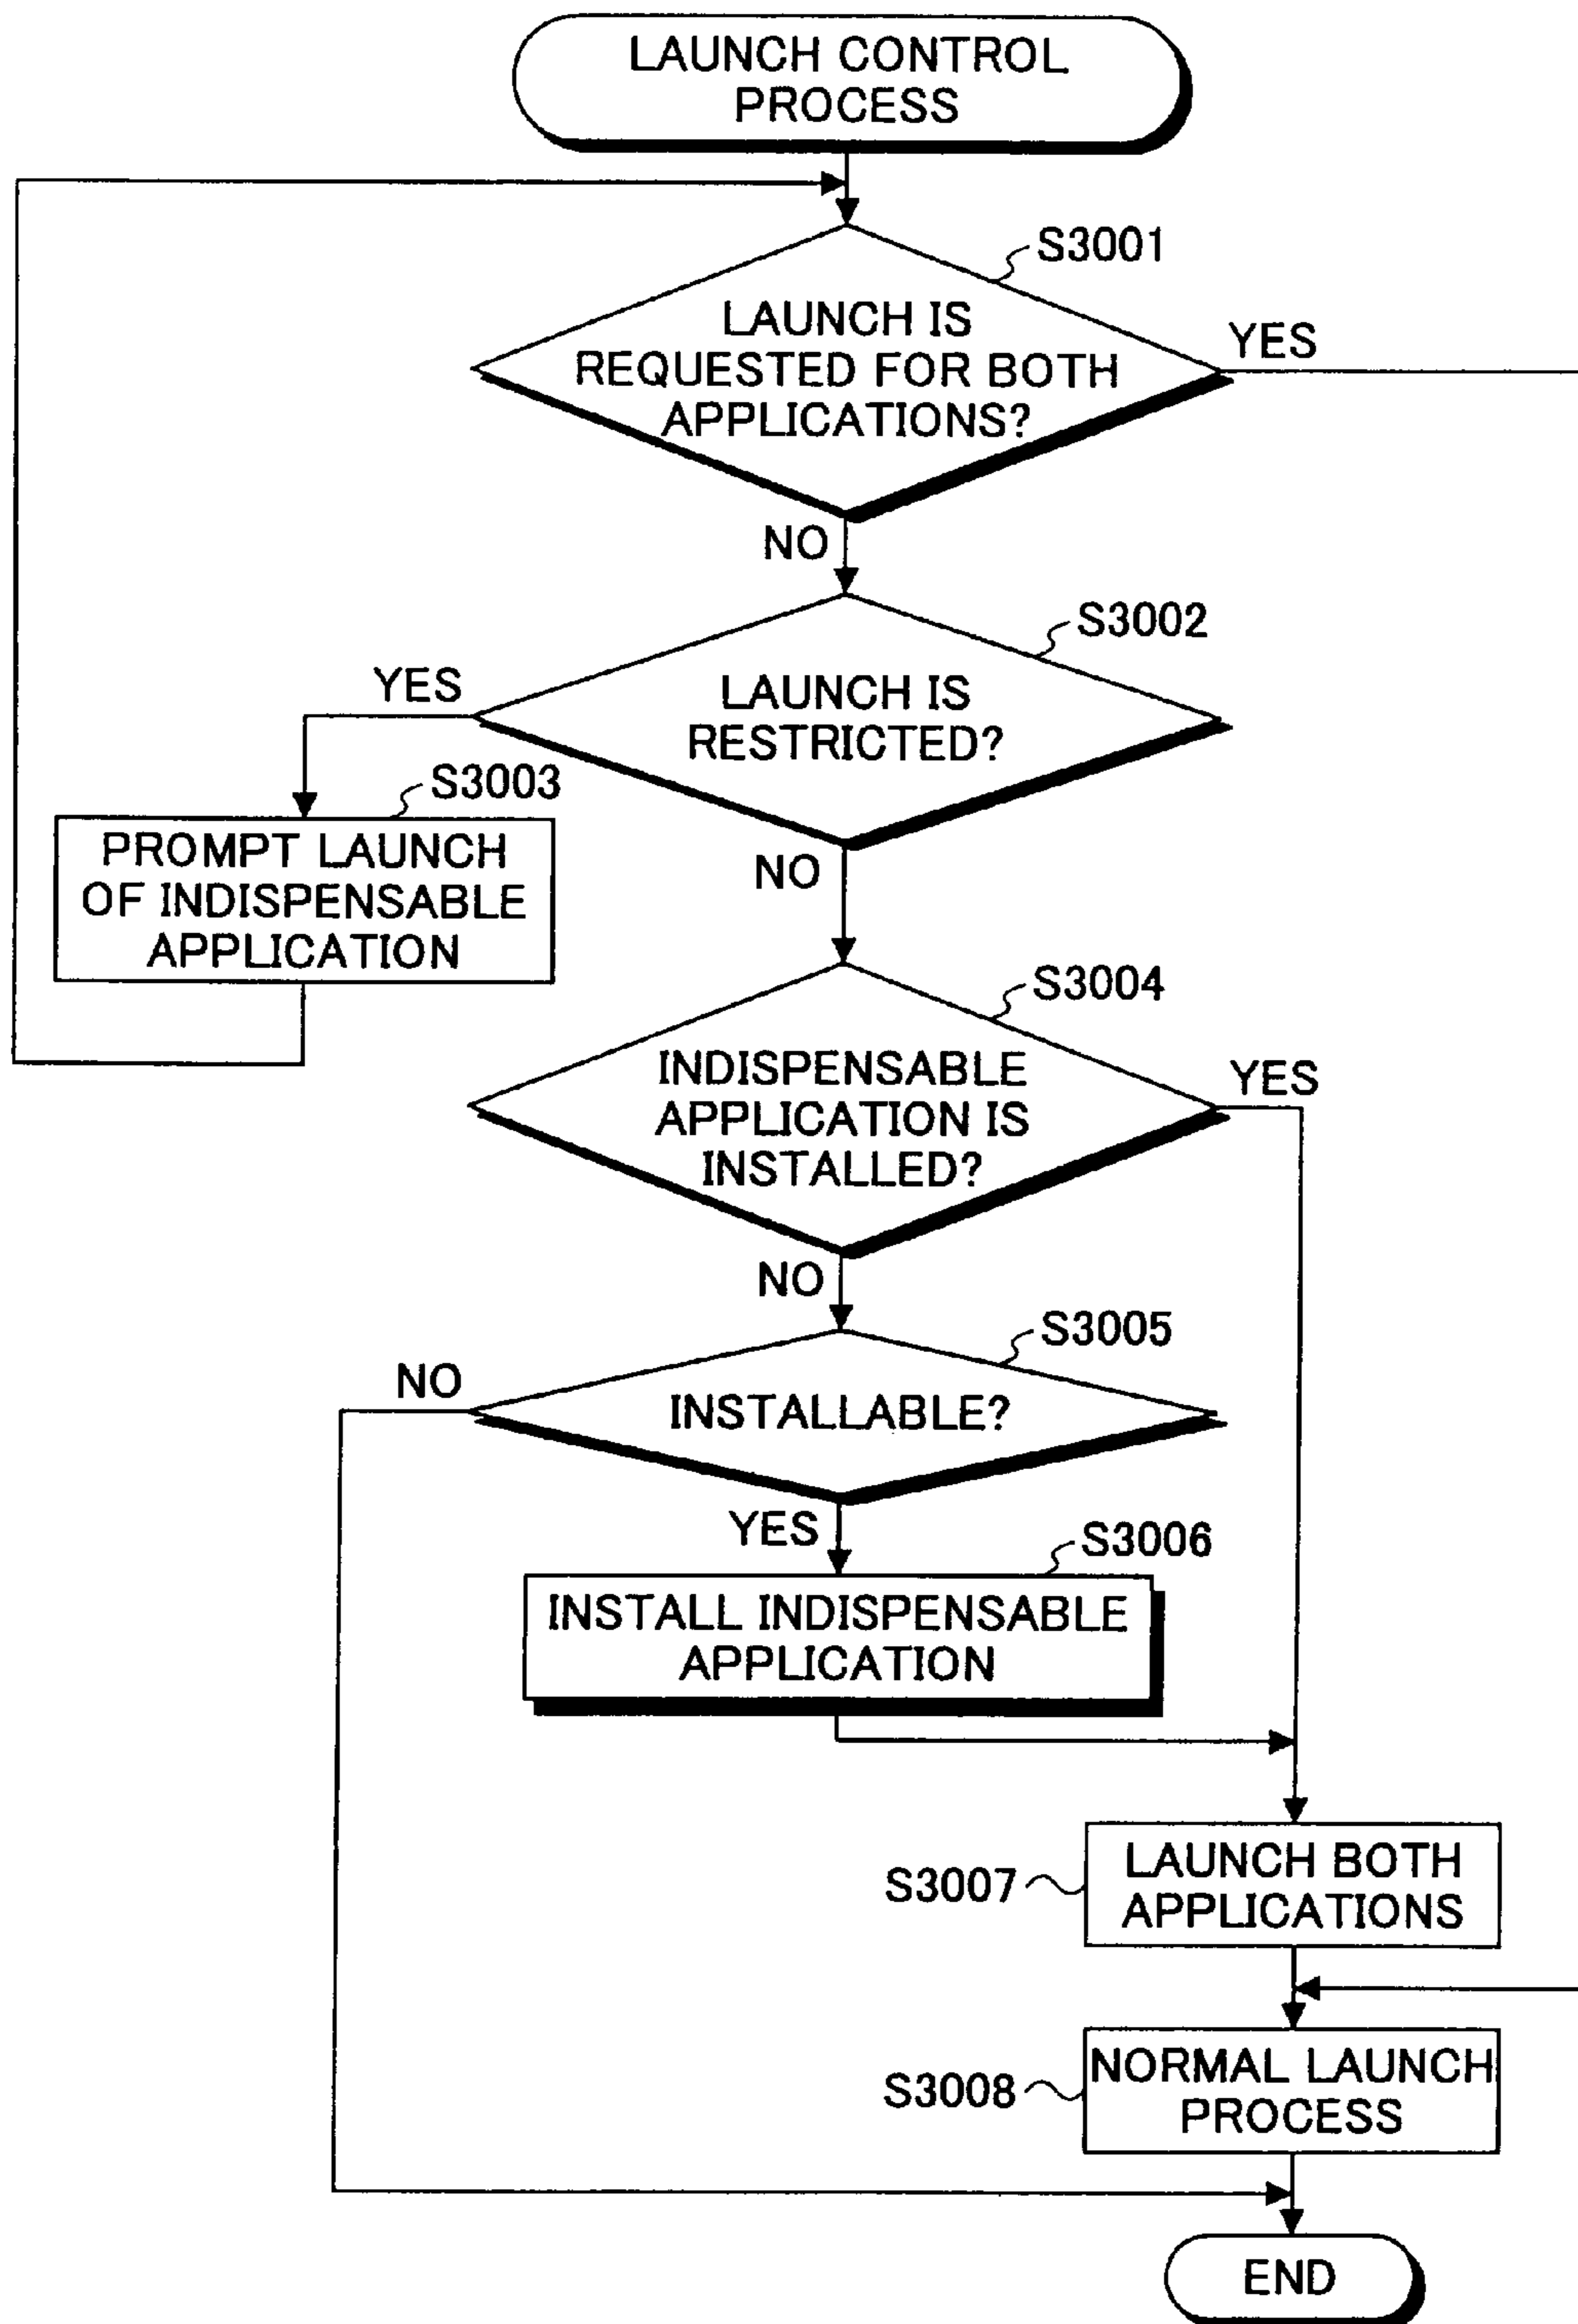 LAUNCH CONTROL
PROCESS
S3001
LAUNCH IS
REQUESTED FOR BOTH
APPLICATIONS?
YES
NO
S3002
YES
LAUNCH IS
RESTRICTED?
S3003
PROMPT LAUNCH
OF INDISPENSABLE
APPLICATION
NO
S3004
INDISPENSABLE
APPLICATION IS
INSTALLED?
YES
NO
S3005
NO
INSTALLABLE?
YES
S3006
INSTALL INDISPENSABLE
APPLICATION
S3007
LAUNCH BOTH
APPLICATIONS
S3008
NORMAL LAUNCH
PROCESS
END